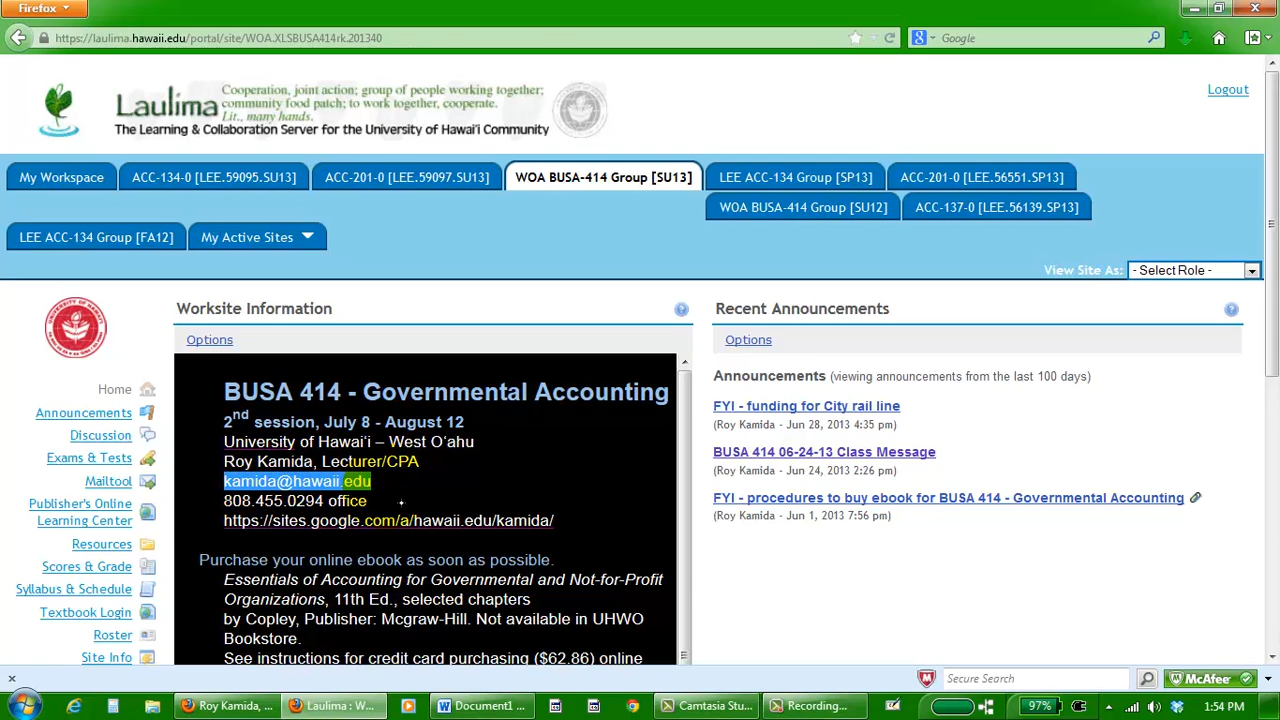 Firefox
https://laulima.hawaii.edu/portal/site/WOA.XLSBUSA414rk.201340
Google
Laulima
Cooperation, joint action; group of people working together;
community food patch; to work together, cooperate.
Lit., many hands.
The Learning & Collaboration Server for the University of Hawai'i Community
Logout
My Workspace
ACC-134-0 [LEE.59095.SU13]
ACC-201-0 [LEE.59097.SU13]
WOA BUSA-414 Group [SU13]
LEE ACC-134 Group [SP13]
ACC-201-0 [LEE.56551.SP13]
WOA BUSA-414 Group [SU12]
ACC-137-0 [LEE.56139.SP13]
LEE ACC-134 Group [FA12]
My Active Sites
View Site As:
- Select Role -
Home
Announcements
Discussion
Exams & Tests
Mailtool
Publisher's Online
Learning Center
Resources
Scores & Grade
Syllabus & Schedule
Textbook Login
Roster
Site Info
Worksite Information
Options
BUSA 414 - Governmental Accounting
2nd session, July 8 - August 12
University of Hawai'i – West O'ahu
Roy Kamida, Lecturer/CPA
kamida@hawaii.edu
808.455.0294 office
https://sites.google.com/a/hawaii.edu/kamida/
Purchase your online ebook as soon as possible.
Essentials of Accounting for Governmental and Not-for-Profit
Organizations, 11th Ed., selected chapters
by Copley, Publisher: Mcgraw-Hill. Not available in UHWO
Bookstore.
See instructions for credit card purchasing ($62.86) online
Recent Announcements
Options
Announcements (viewing announcements from the last 100 days)
FYI - funding for City rail line
(Roy Kamida - Jun 28, 2013 4:35 pm)
BUSA 414 06-24-13 Class Message
(Roy Kamida - Jun 24, 2013 2:26 pm)
FYI - procedures to buy ebook for BUSA 414 - Governmental Accounting
(Roy Kamida - Jun 1, 2013 7:56 pm)
Secure Search
McAfee
Roy Kamida, ...
Laulima : W...
Document1 ...
Camtasia Stu...
Recording...
97%
1:54 PM